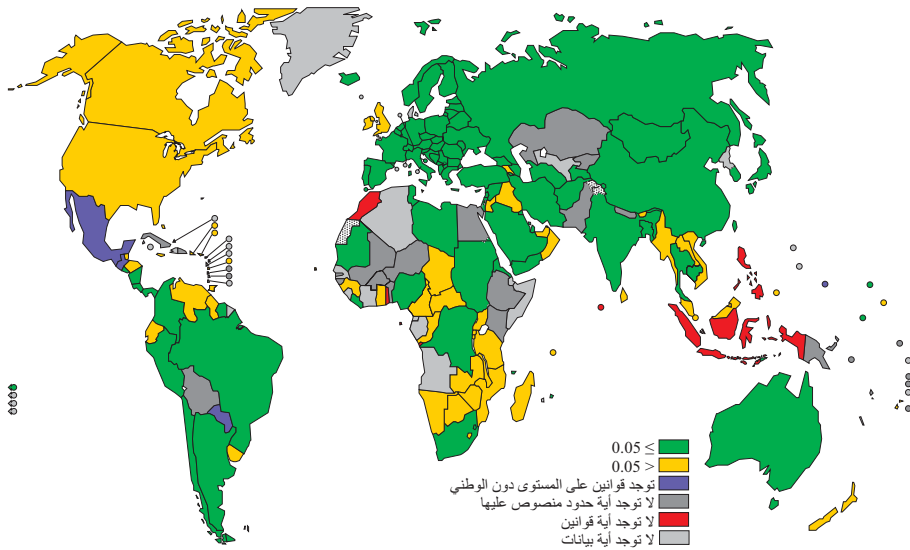 0.05 ≥
0.05 <
توجد قوانين على المستوى دون الوطني
لا توجد أية حدود منصوص عليها
لا توجد أية قوانين
لا توجد أية بيانات